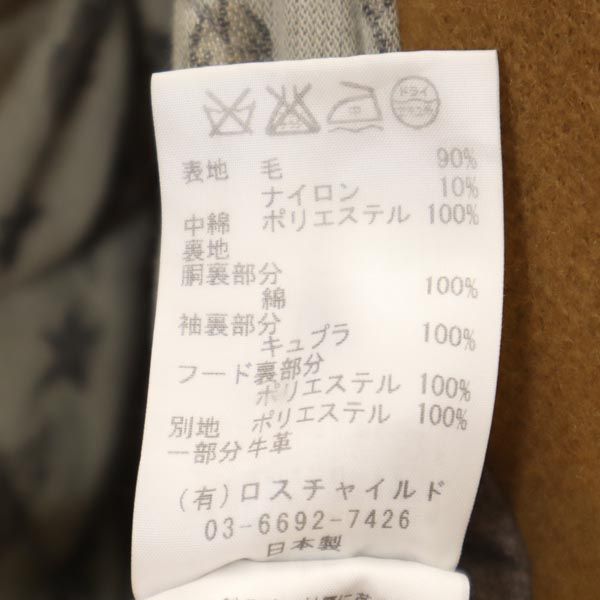 ドライ
中
表地 毛 90%
ナイロン 10%
中綿 ポリエステル 100%
裏地
胴裏部分
綿 100%
袖裏部分
キュプラ 100%
フード裏部分
ポリエステル 100%
別地 ポリエステル 100%
一部分牛革
(有)ロスチャイルド
03-6692-7426
日本製